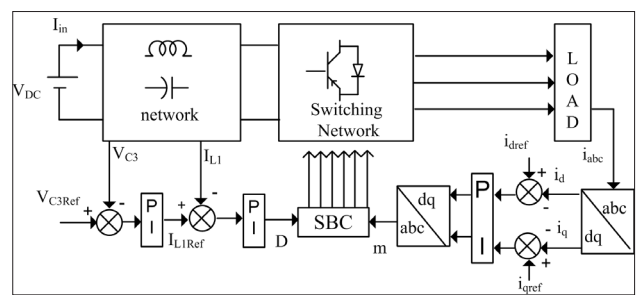 I_in
V_DC
network
Switching
Network
L
O
A
D
V_C3
I_L1
i_abc
i_dref
+
-
i_d
V_C3Ref
+
-
P
I
I_L1Ref
+
-
P
I
D
SBC
m
dq
abc
P
I
abc
dq
i_q
-
+
i_qref